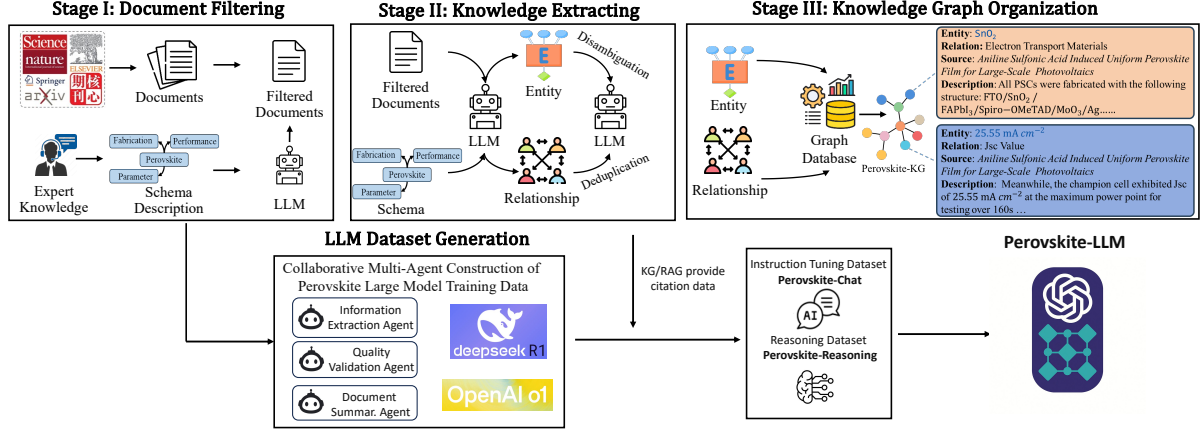 Stage I: Document Filtering
Science
nature
ELSEVIER
Springer
arXiv
期核
刊心
Documents
Filtered
Documents
Expert
Knowledge
Fabrication
Performance
Perovskite
Parameter
Schema
Description
LLM
Stage II: Knowledge Extracting
Filtered
Documents
Fabrication
Performance
Perovskite
Parameter
Schema
LLM
E
Entity
Relationship
Disambiguation
Deduplication
LLM
Stage III: Knowledge Graph Organization
E
Entity
Relationship
Graph
Database
Perovskite-KG
Entity: SnO₂
Relation: Electron Transport Materials
Source: Aniline Sulfonic Acid Induced Uniform Perovskite
Film for Large-Scale Photovoltaics
Description: All PSCs were fabricated with the following
structure: FTO/SnO₂ /
FAPbI₃/Spiro−OMeTAD/MoO₃/Ag......
Entity: 25.55 mA cm⁻²
Relation: Jsc Value
Source: Aniline Sulfonic Acid Induced Uniform Perovskite
Film for Large-Scale Photovoltaics
Description: Meanwhile, the champion cell exhibited Jsc
of 25.55 mA cm⁻² at the maximum power point for
testing over 160s …
LLM Dataset Generation
Collaborative Multi-Agent Construction of
Perovskite Large Model Training Data
Information
Extraction Agent
Quality
Validation Agent
Document
Summar. Agent
deepseek R1
OpenAI o1
KG/RAG provide
citation data
Instruction Tuning Dataset
Perovskite-Chat
AI
Reasoning Dataset
Perovskite-Reasoning
Perovskite-LLM